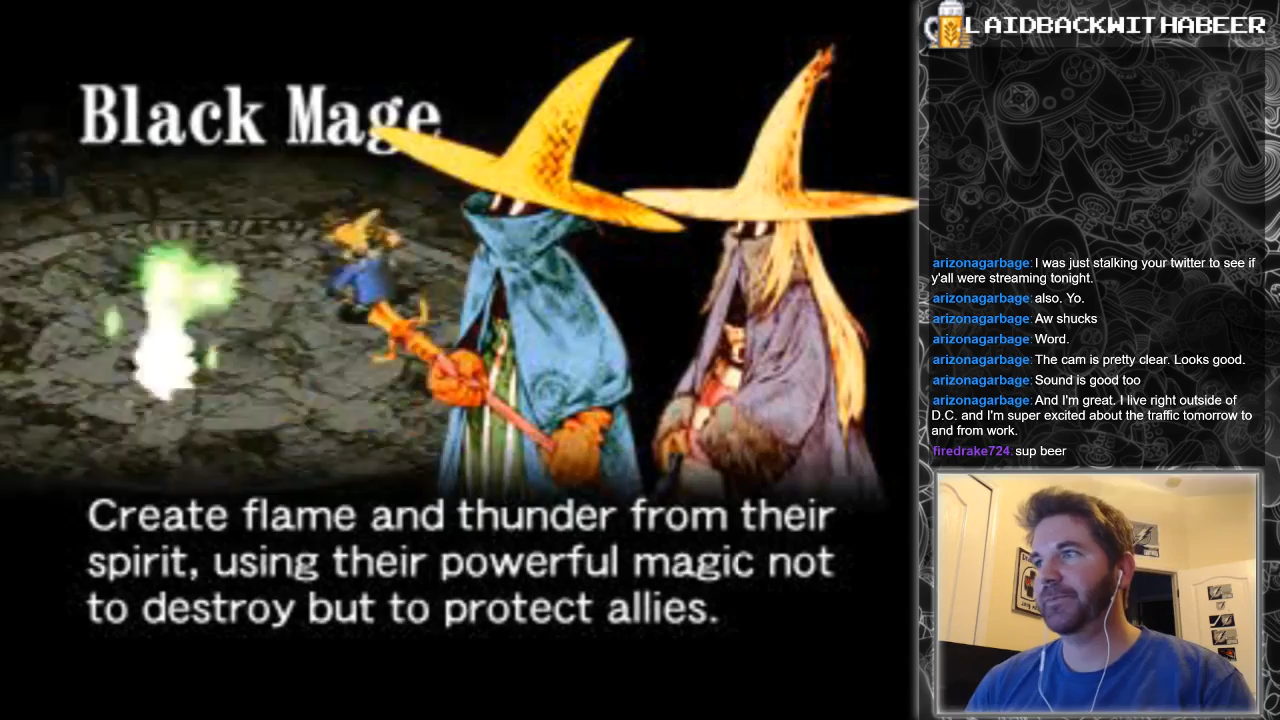 Black Mage
Create flame and thunder from their
spirit, using their powerful magic not
to destroy but to protect allies.
LAIDBACKWITHABEER
arizonagarbage: I was just stalking your twitter to see if
y'all were streaming tonight.
arizonagarbage: also. Yo.
arizonagarbage: Aw shucks
arizonagarbage: Word.
arizonagarbage: The cam is pretty clear. Looks good.
arizonagarbage: Sound is good too
arizonagarbage: And I'm great. I live right outside of
D.C. and I'm super excited about the traffic tomorrow to
and from work.
firedrake724: sup beer